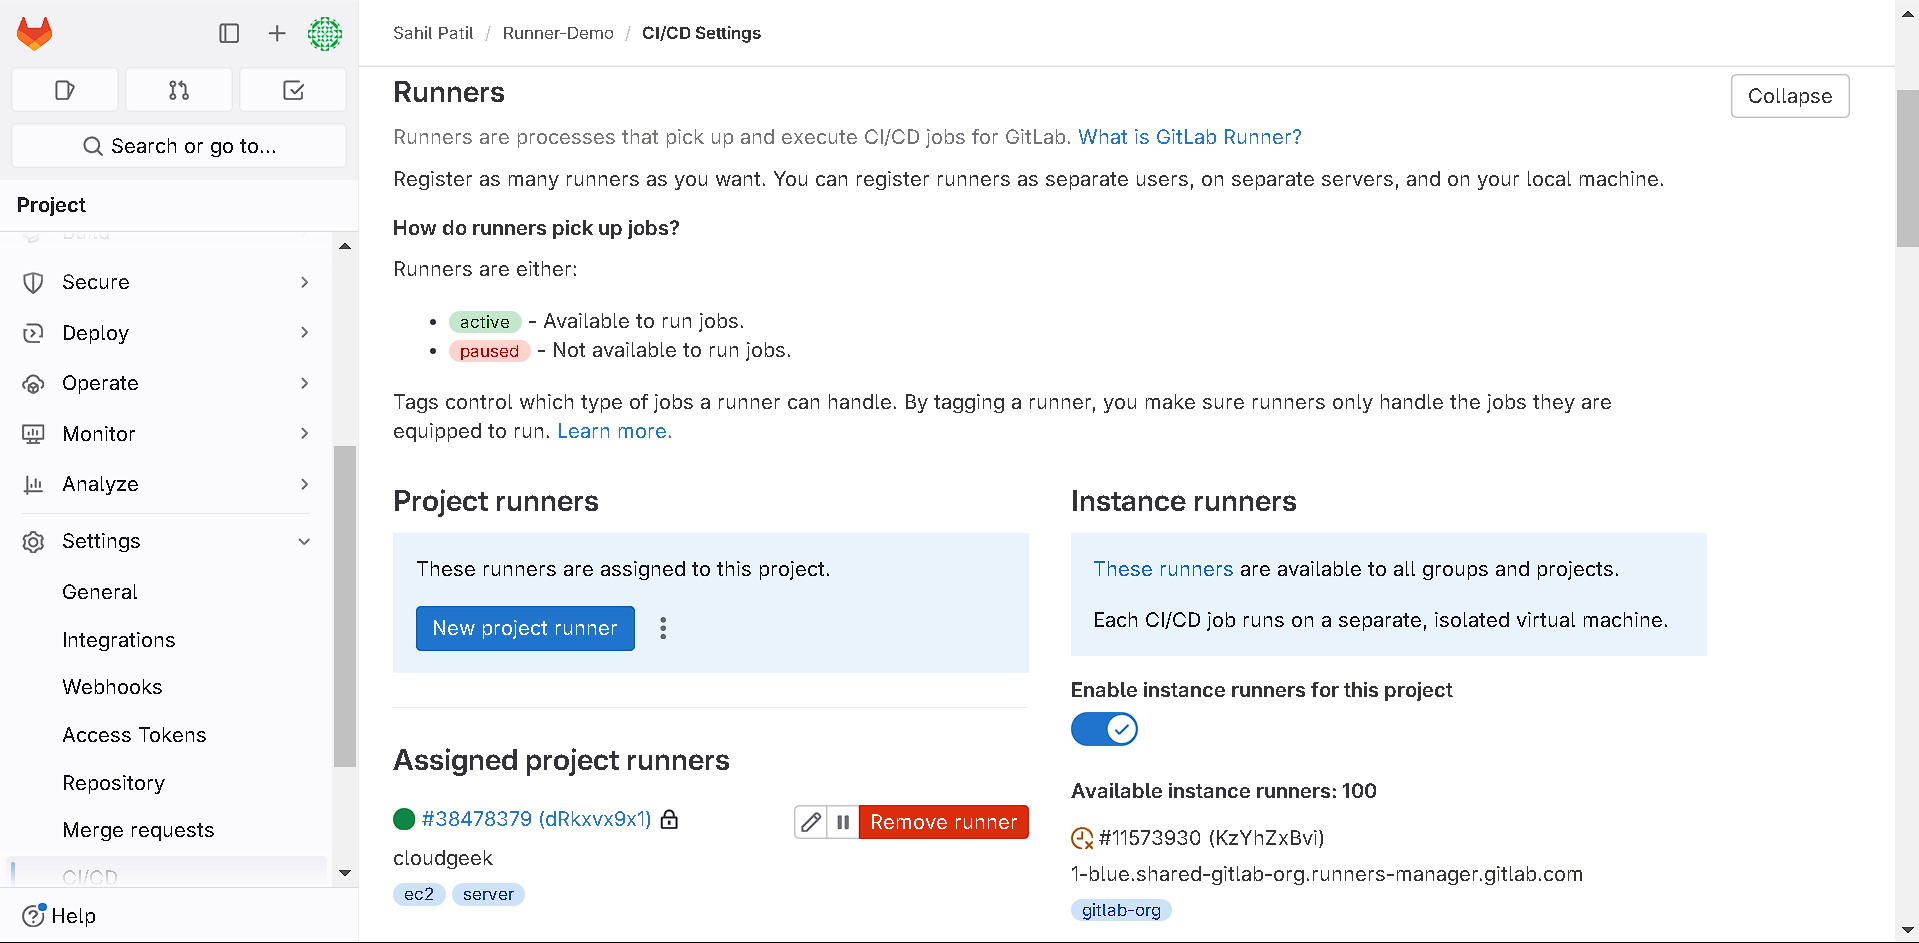 Sahil Patil / Runner-Demo / CI/CD Settings
Search or go to...
Project
Build
Secure
Deploy
Operate
Monitor
Analyze
Settings
General
Integrations
Webhooks
Access Tokens
Repository
Merge requests
CI/CD
Help
Runners
Collapse
Runners are processes that pick up and execute CI/CD jobs for GitLab. What is GitLab Runner?
Register as many runners as you want. You can register runners as separate users, on separate servers, and on your local machine.
How do runners pick up jobs?
Runners are either:
• active - Available to run jobs.
• paused - Not available to run jobs.
Tags control which type of jobs a runner can handle. By tagging a runner, you make sure runners only handle the jobs they are
equipped to run. Learn more.
Project runners
These runners are assigned to this project.
New project runner
Assigned project runners
#38478379 (dRkxvx9x1)
Remove runner
cloudgeek
ec2 server
Instance runners
These runners are available to all groups and projects.
Each CI/CD job runs on a separate, isolated virtual machine.
Enable instance runners for this project
Available instance runners: 100
#11573930 (KzYhZxBvi)
1-blue.shared-gitlab-org.runners-manager.gitlab.com
gitlab-org